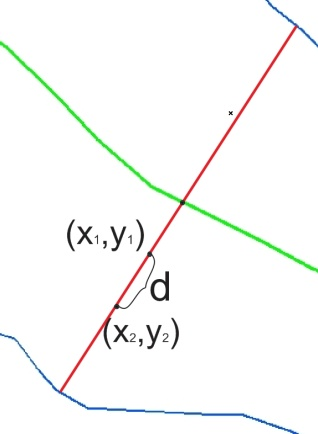 (x₁,y₁)
d
(x₂,y₂)